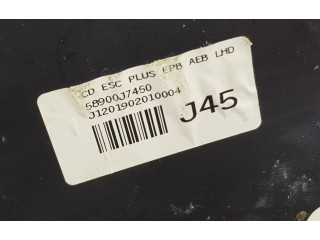 CD ESC PLUS EPB AEB LHD
58900J7450
J1201902010004
J45